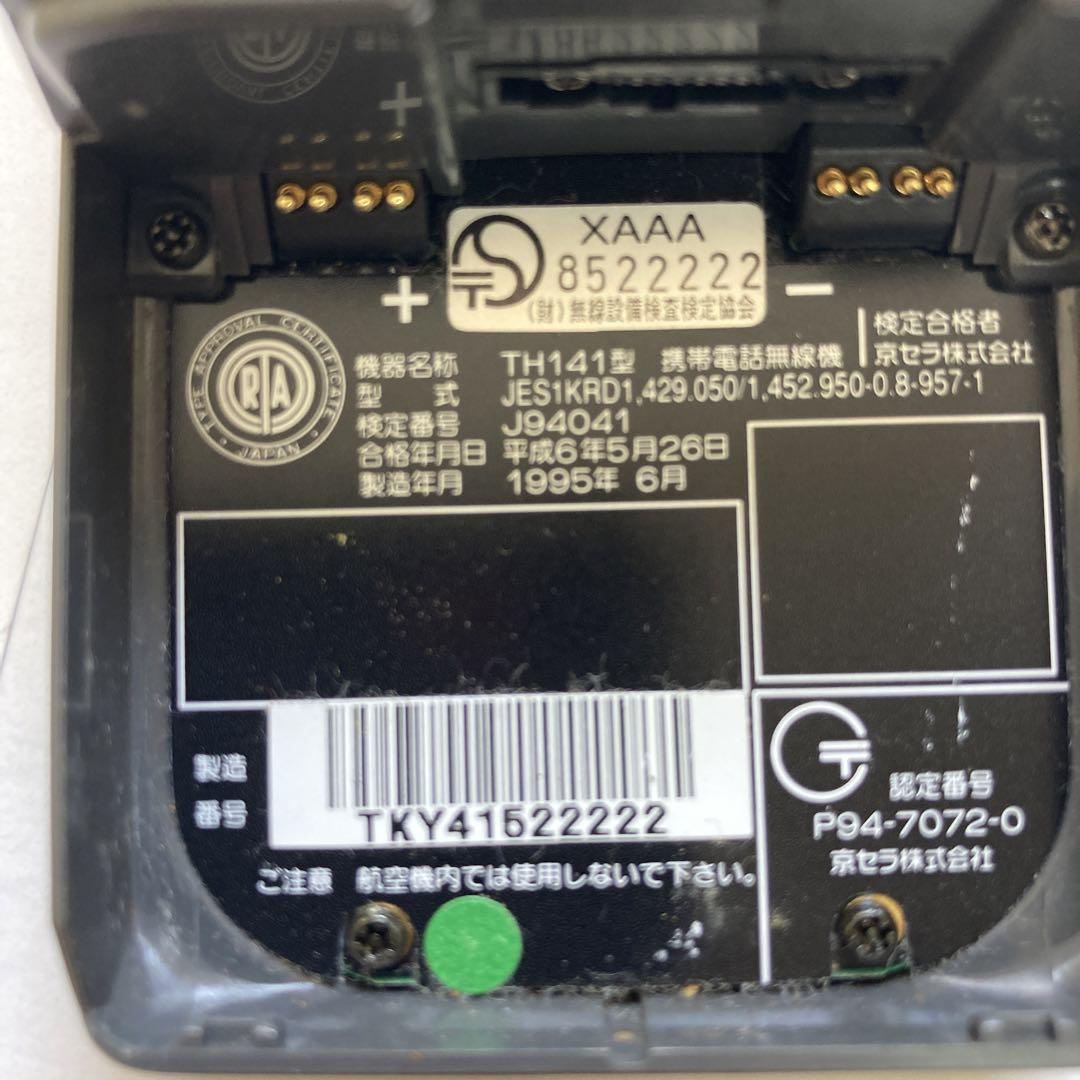 XAAA
8522222
(財)無線設備検査検定協会
+
−
検定合格者
京セラ株式会社
TYPE APPROVAL CERTIFICATE
JAPAN
機器名称 TH141型 携帯電話無線機
型 式 JES1KRD1,429.050/1,452.950-0.8-957-1
検定番号 J94041
合格年月日 平成6年5月26日
製造年月 1995年 6月
製造
番号
TKY41522222
認定番号
P94-7072-0
京セラ株式会社
ご注意 航空機内では使用しないで下さい。